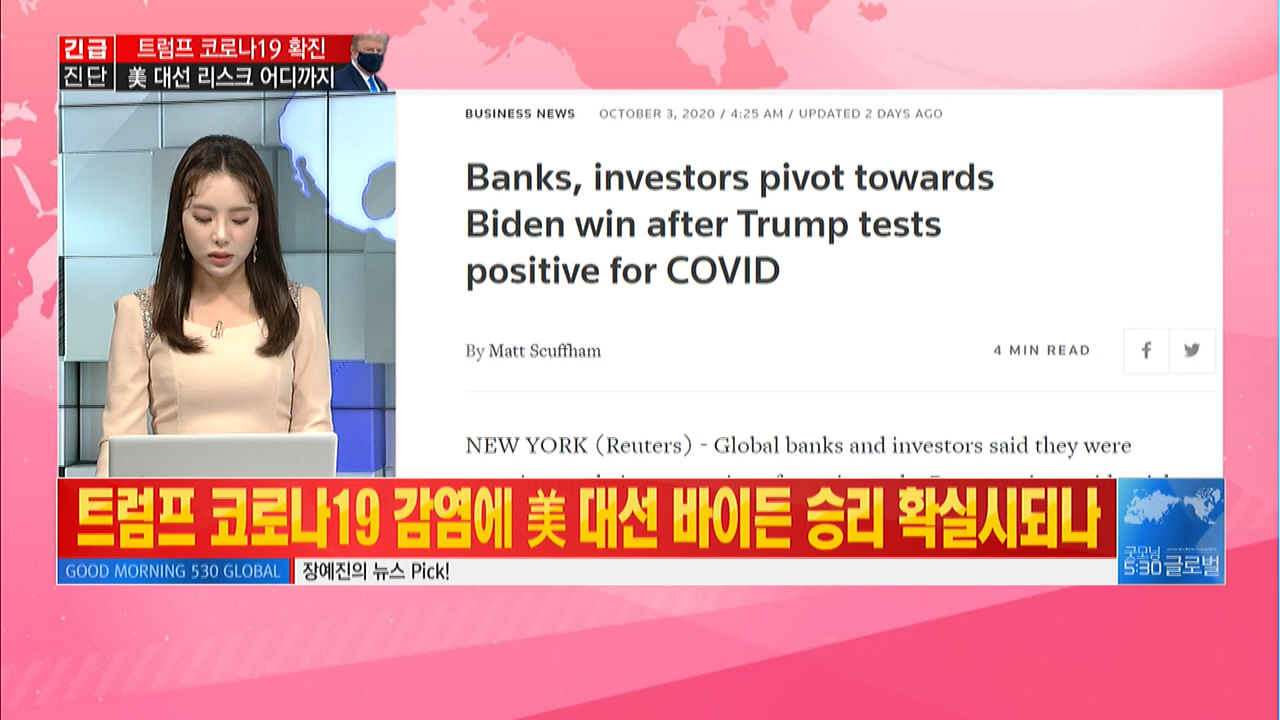 긴급 트럼프 코로나19 확진
진단 美 대선 리스크 어디까지
BUSINESS NEWS OCTOBER 3, 2020 / 4:25 AM / UPDATED 2 DAYS AGO
Banks, investors pivot towards
Biden win after Trump tests
positive for COVID
By Matt Scuffham 4 MIN READ
NEW YORK (Reuters) - Global banks and investors said they were
트럼프 코로나19 감염에 美 대선 바이든 승리 확실시되나
GOOD MORNING 530 GLOBAL 장예진의 뉴스 Pick!
굿모닝
5:30 글로벌